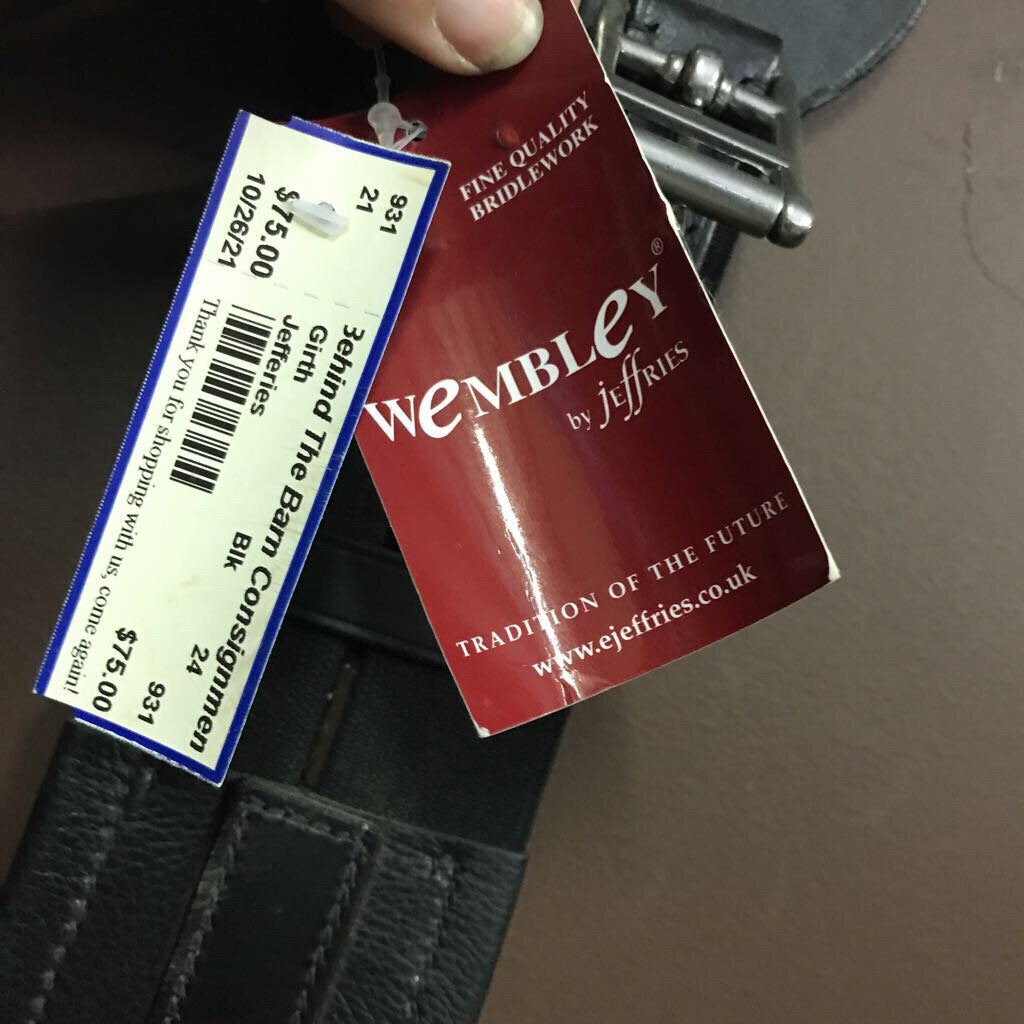 FINE QUALITY
BRIDLEWORK
WEMBLEY®
by JEFFRIES
TRADITION OF THE FUTURE
www.ejeffries.co.uk
931
21
$75.00
10/26/21
Behind The Barn Consignmen
Girth 24
Jefferies 931
Blk
$75.00
Thank you for shopping with us, come again!